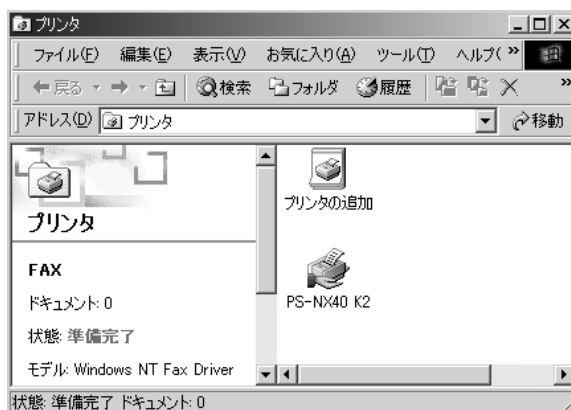 プリンタ
ファイル(F) 編集(E) 表示(V) お気に入り(A) ツール(T) ヘルプ( »
戻る 検索 フォルダ 履歴 »
アドレス(D) プリンタ 移動
プリンタ
FAX
ドキュメント: 0
状態: 準備完了
モデル: Windows NT Fax Driver
プリンタの追加
PS-NX40 K2
状態: 準備完了 ドキュメント: 0